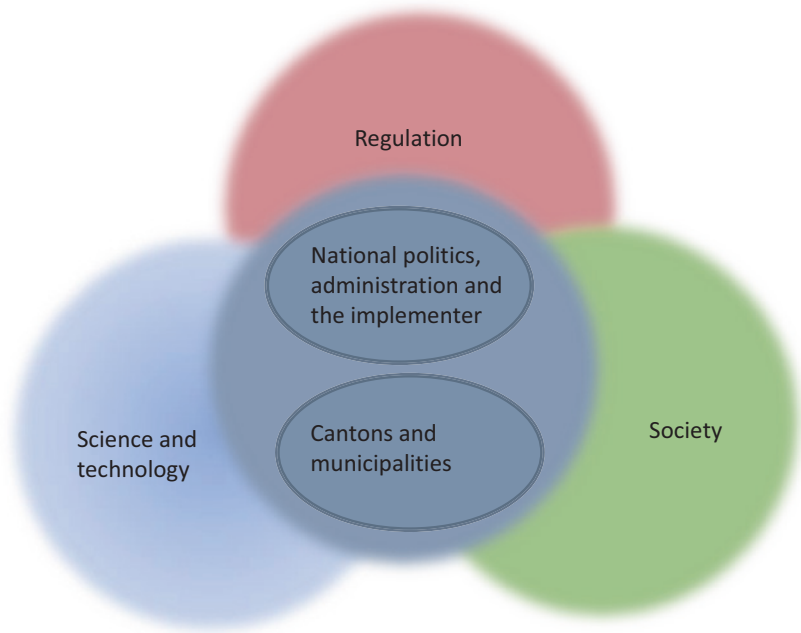 Regulation
National politics,
administration and
the implementer
Science and
technology
Cantons and
municipalities
Society